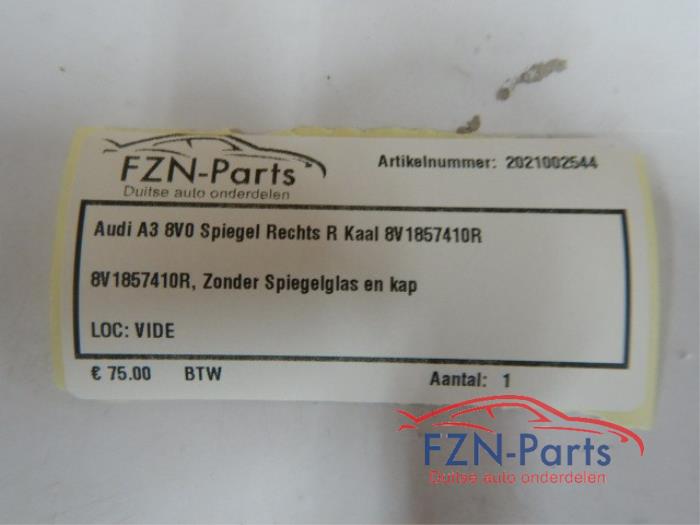 FZN-Parts
Duitse auto onderdelen
Artikelnummer: 2021002544
Audi A3 8V0 Spiegel Rechts R Kaal 8V1857410R
8V1857410R, Zonder Spiegelglas en kap
LOC: VIDE
€ 75.00 BTW
Aantal: 1
FZN-Parts
Duitse auto onderdelen